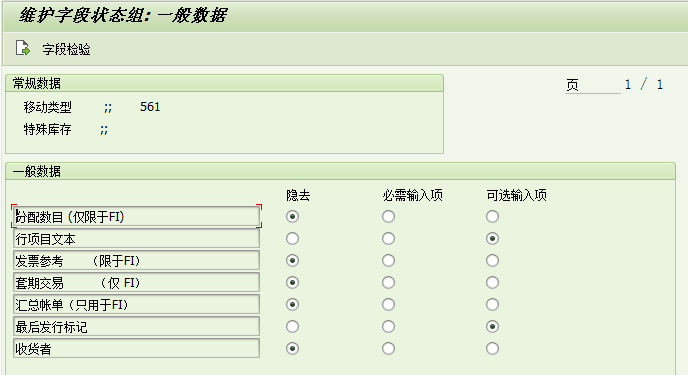 维护字段状态组: 一般数据
字段检验
常规数据
页 1 / 1
移动类型 ;; 561
特殊库存 ;;
一般数据
隐去 必需输入项 可选输入项
分配数目 (仅限于FI)
行项目文本
发票参考 （限于FI）
套期交易 （仅 FI）
汇总帐单（只用于FI）
最后发行标记
收货者